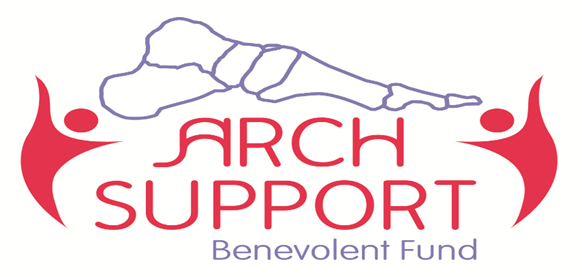 ARCH
SUPPORT
Benevolent Fund